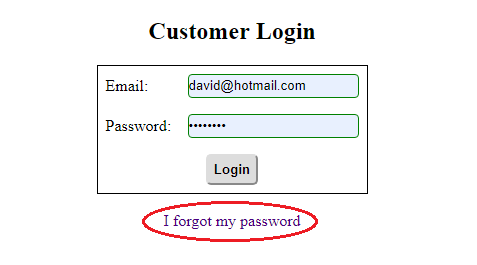 Customer Login
Email: david@hotmail.com
Password: ••••••••
Login
I forgot my password